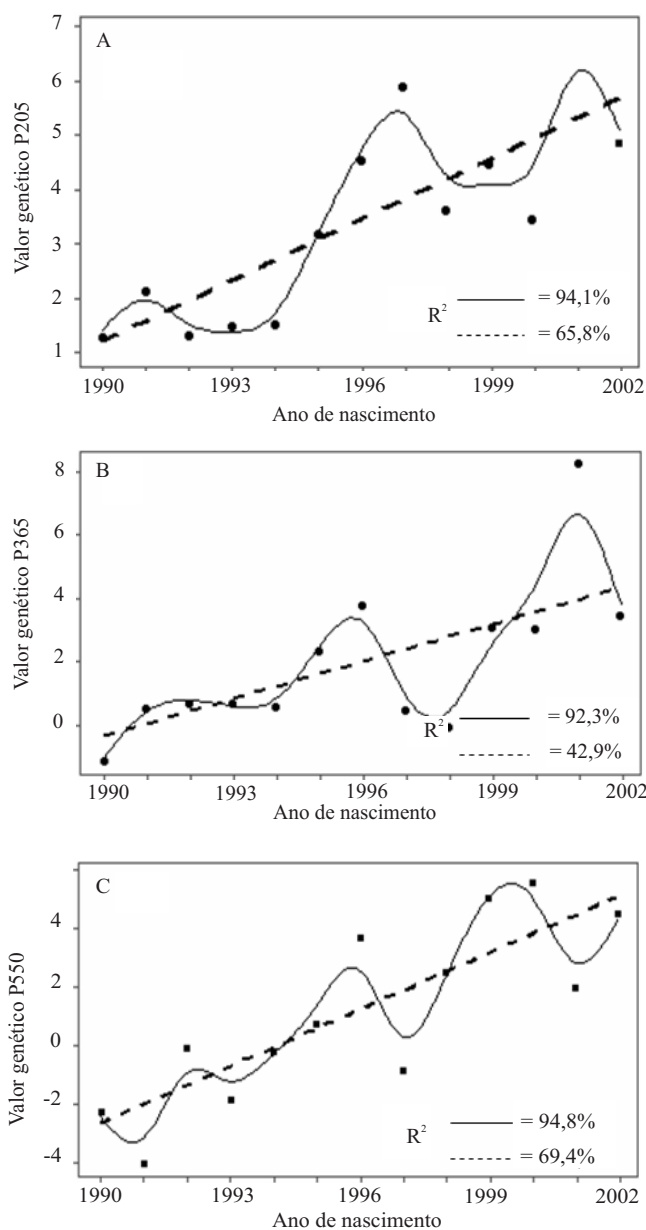 A
Valor genético P205
7
6
5
4
3
2
1
R² = 94,1%
= 65,8%
1990 1993 1996 1999 2002
Ano de nascimento
B
Valor genético P365
8
6
4
2
0
R² = 92,3%
= 42,9%
1990 1993 1996 1999 2002
Ano de nascimento
C
Valor genético P550
4
2
0
-2
-4
R² = 94,8%
= 69,4%
1990 1993 1996 1999 2002
Ano de nascimento